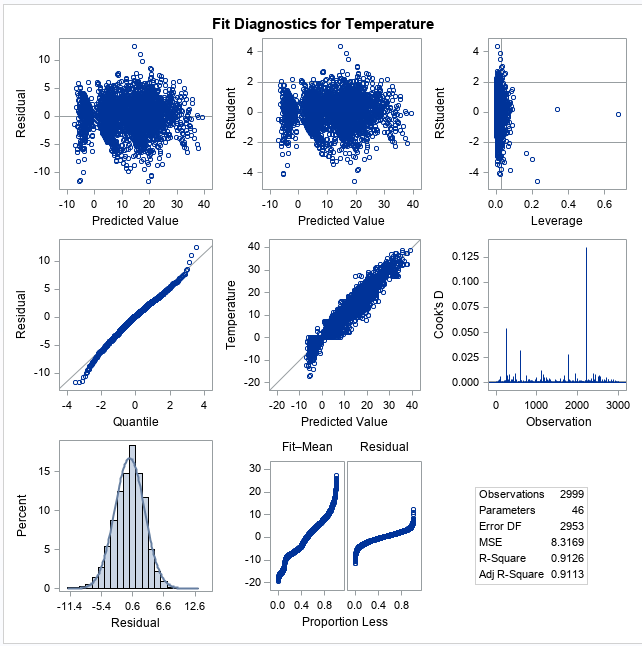 Fit Diagnostics for Temperature
Residual
10
5
0
-5
-10
-10 0 10 20 30 40
Predicted Value
RStudent
4
2
0
-2
-4
-10 0 10 20 30 40
Predicted Value
RStudent
4
2
0
-2
-4
0.0 0.2 0.4 0.6
Leverage
Residual
10
5
0
-5
-10
-4 -2 0 2 4
Quantile
Temperature
40
30
20
10
0
-10
-20
-20 -10 0 10 20 30 40
Predicted Value
Cook's D
0.125
0.100
0.075
0.050
0.025
0.000
0 1000 2000 3000
Observation
Percent
15
10
5
0
-11.4 -5.4 0.6 6.6 12.6
Residual
Fit–Mean Residual
30
20
10
0
-10
-20
0.0 0.4 0.8 0.0 0.4 0.8
Proportion Less
Observations 2999
Parameters 46
Error DF 2953
MSE 8.3169
R-Square 0.9126
Adj R-Square 0.9113